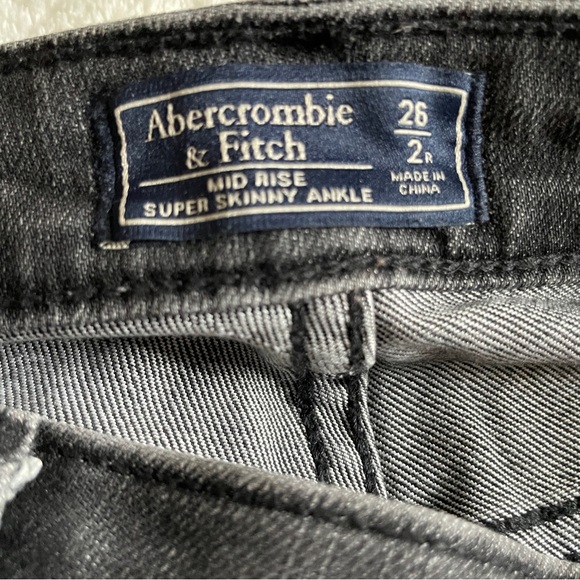 Abercrombie
& Fitch
MID RISE
SUPER SKINNY ANKLE
26
2R
MADE IN
CHINA